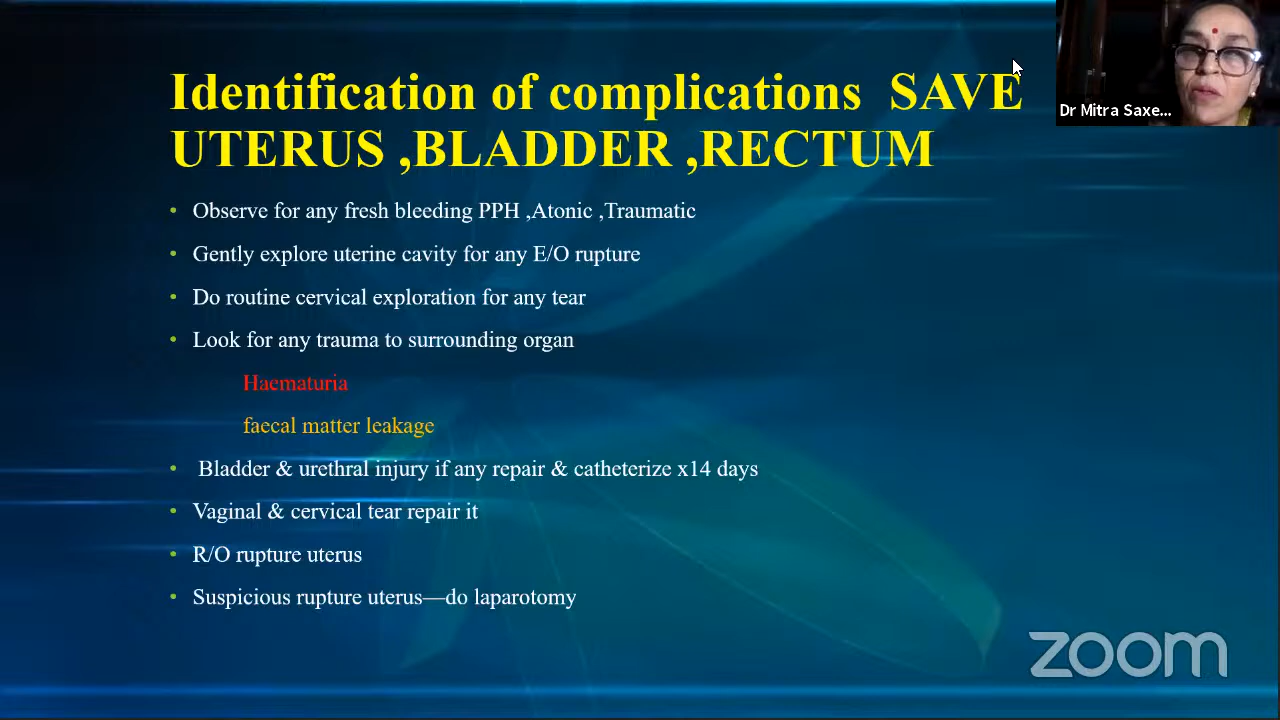 Identification of complications SAVE
UTERUS ,BLADDER ,RECTUM
Dr Mitra Saxe...
• Observe for any fresh bleeding PPH ,Atonic ,Traumatic
• Gently explore uterine cavity for any E/O rupture
• Do routine cervical exploration for any tear
• Look for any trauma to surrounding organ
Haematuria
faecal matter leakage
• Bladder & urethral injury if any repair & catheterize x14 days
• Vaginal & cervical tear repair it
• R/O rupture uterus
• Suspicious rupture uterus—do laparotomy
zoom